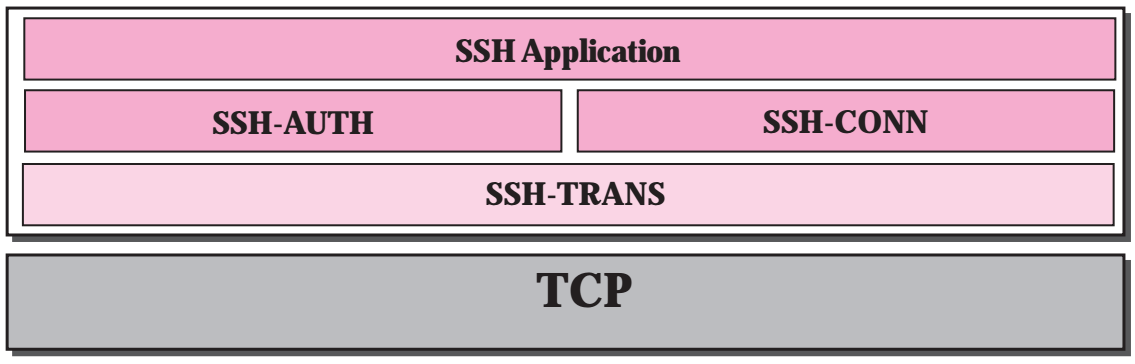 SSH Application
SSH-AUTH
SSH-CONN
SSH-TRANS
TCP